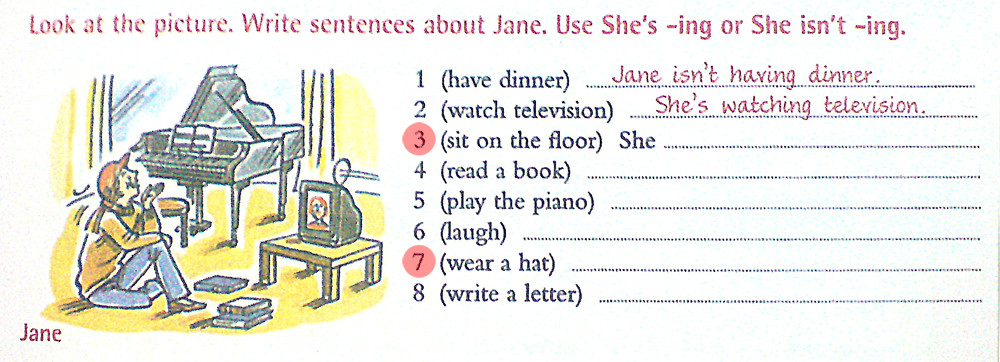 Look at the picture. Write sentences about Jane. Use She's -ing or She isn't -ing.
1 (have dinner) Jane isn't having dinner.
2 (watch television) She's watching television.
3 (sit on the floor) She
4 (read a book)
5 (play the piano)
6 (laugh)
7 (wear a hat)
8 (write a letter)
Jane